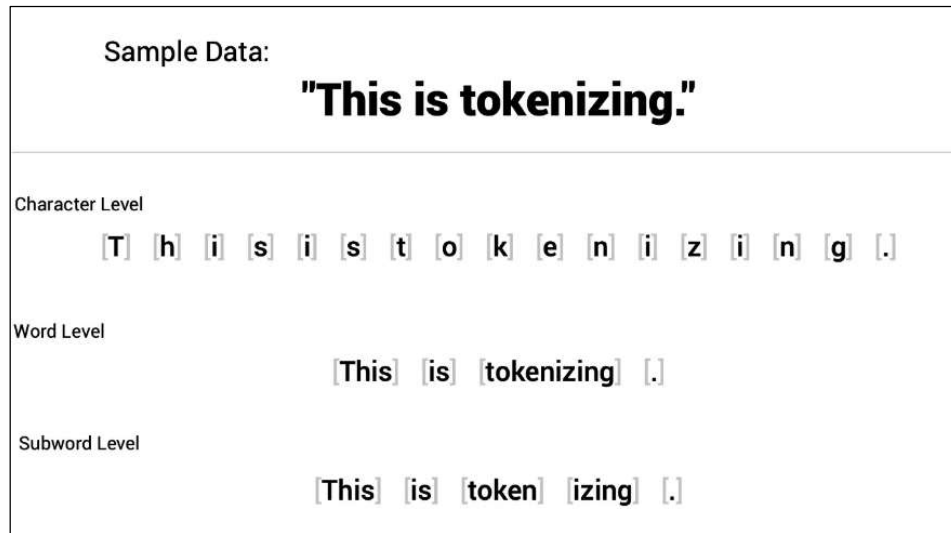 Sample Data:
"This is tokenizing."
Character Level
[T] [h] [i] [s] [i] [s] [t] [o] [k] [e] [n] [i] [z] [i] [n] [g] [.]
Word Level
[This] [is] [tokenizing] [.]
Subword Level
[This] [is] [token] [izing] [.]